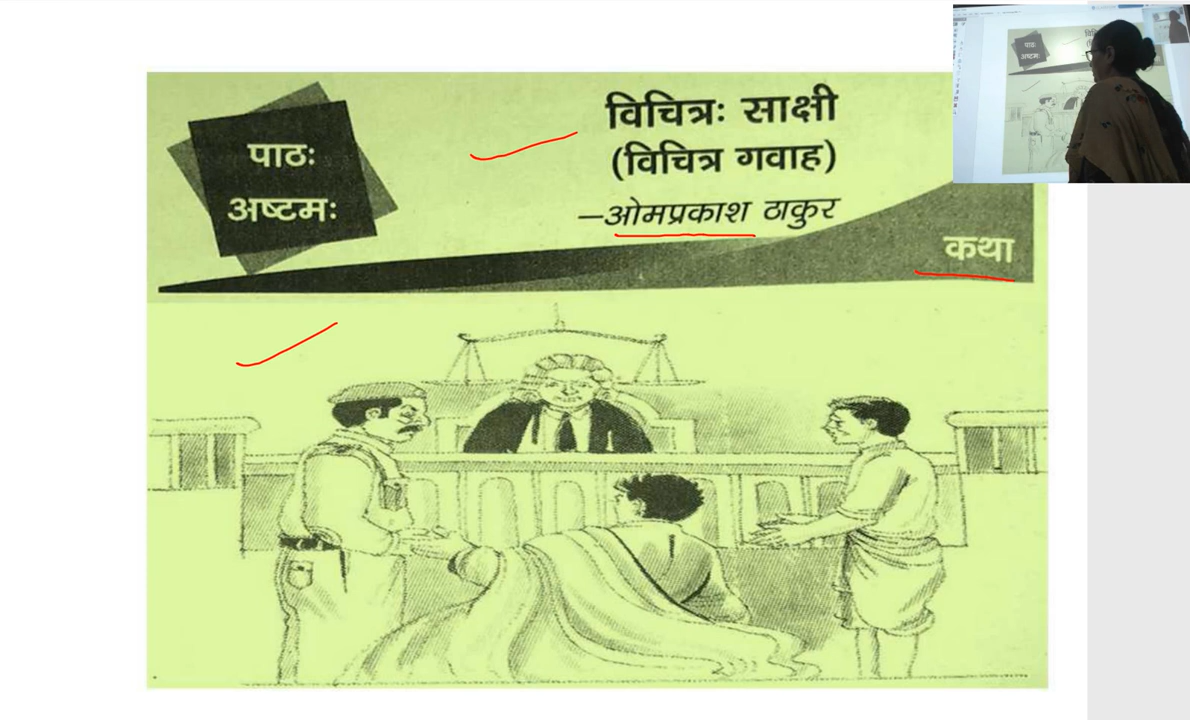 पाठः
अष्टमः
विचित्रः साक्षी
(विचित्र गवाह)
—ओमप्रकाश ठाकुर
कथा